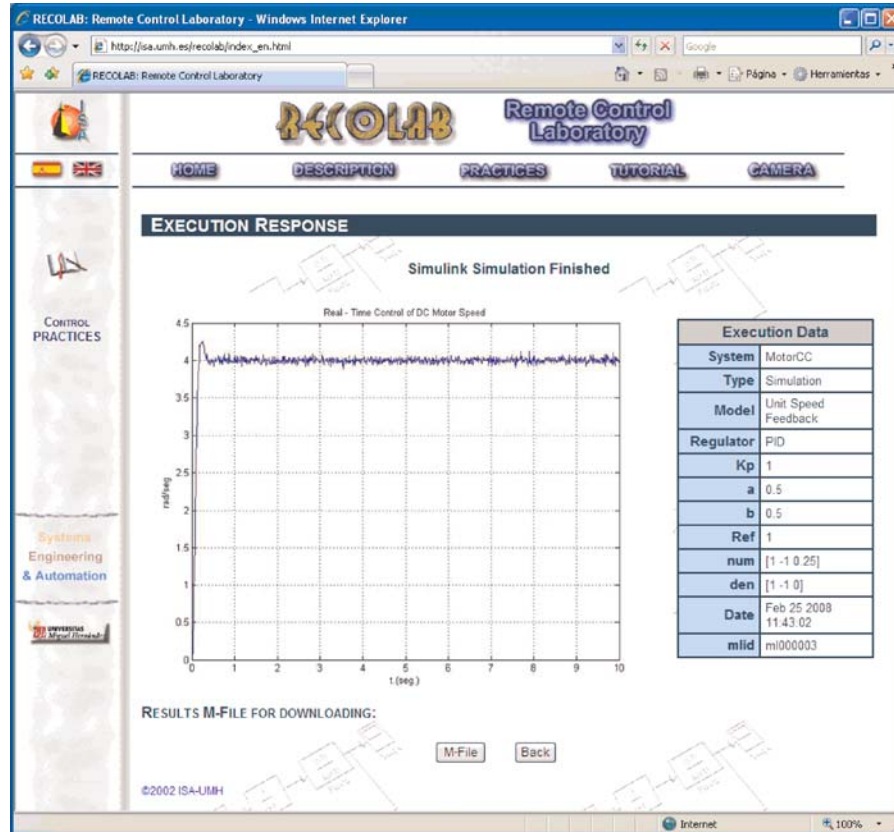 RECOLAB: Remote Control Laboratory - Windows Internet Explorer
http://isa.umh.es/recolab/index_en.html
Google
RECOLAB: Remote Control Laboratory
Página
Herramientas
ISA
RECOLAB
Remote Control
Laboratory
HOME
DESCRIPTION
PRACTICES
TUTORIAL
CAMERA
EXECUTION RESPONSE
Simulink Simulation Finished
CONTROL
PRACTICES
Systems
Engineering
& Automation
UNIVERSITAS
Miguel Hernández
Real - Time Control of DC Motor Speed
4.5
4
3.5
3
2.5
2
1.5
1
0.5
0
rad/seg
0 1 2 3 4 5 6 7 8 9 10
t.(seg.)
Execution Data
System MotorCC
Type Simulation
Model Unit Speed
Feedback
Regulator PID
Kp 1
a 0.5
b 0.5
Ref 1
num [1 -1 0.25]
den [1 -1 0]
Date Feb 25 2008
11:43:02
mlid ml000003
RESULTS M-FILE FOR DOWNLOADING:
M-File
Back
©2002 ISA-UMH
Internet
100%